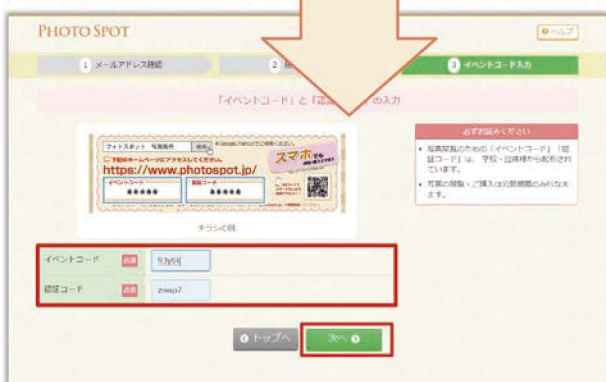 PHOTO SPOT
ヘルプ
1 メールアドレス確認
2
3 イベントコード入力
「イベントコード」と「認証 の入力
フォトスポット 写真販売 検索
下記のホームページにアクセスしてください。
https://www.photospot.jp/
スマホでも
イベントコード
認証コード
*****
*****
チラシの例
必ずお読みください
• 写真閲覧のための「イベントコード」「認
証コード」は、学校・団体様から配布され
ています。
• 写真の閲覧・ご購入は公開期間のみ行なえ
ます。
イベントコード 必須
認証コード 必須 znwp7
トップへ
次へ